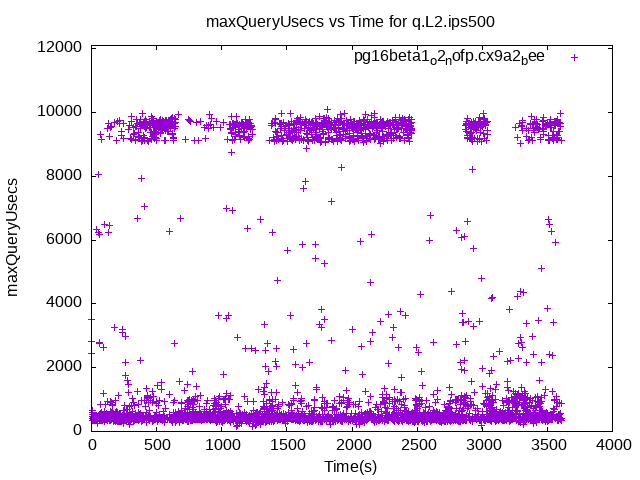 maxQueryUsecs vs Time for q.L2.ips500
pg16beta1o2nofp.cx9a2bee
maxQueryUsecs
12000
10000
8000
6000
4000
2000
0
0 500 1000 1500 2000 2500 3000 3500 4000
Time(s)